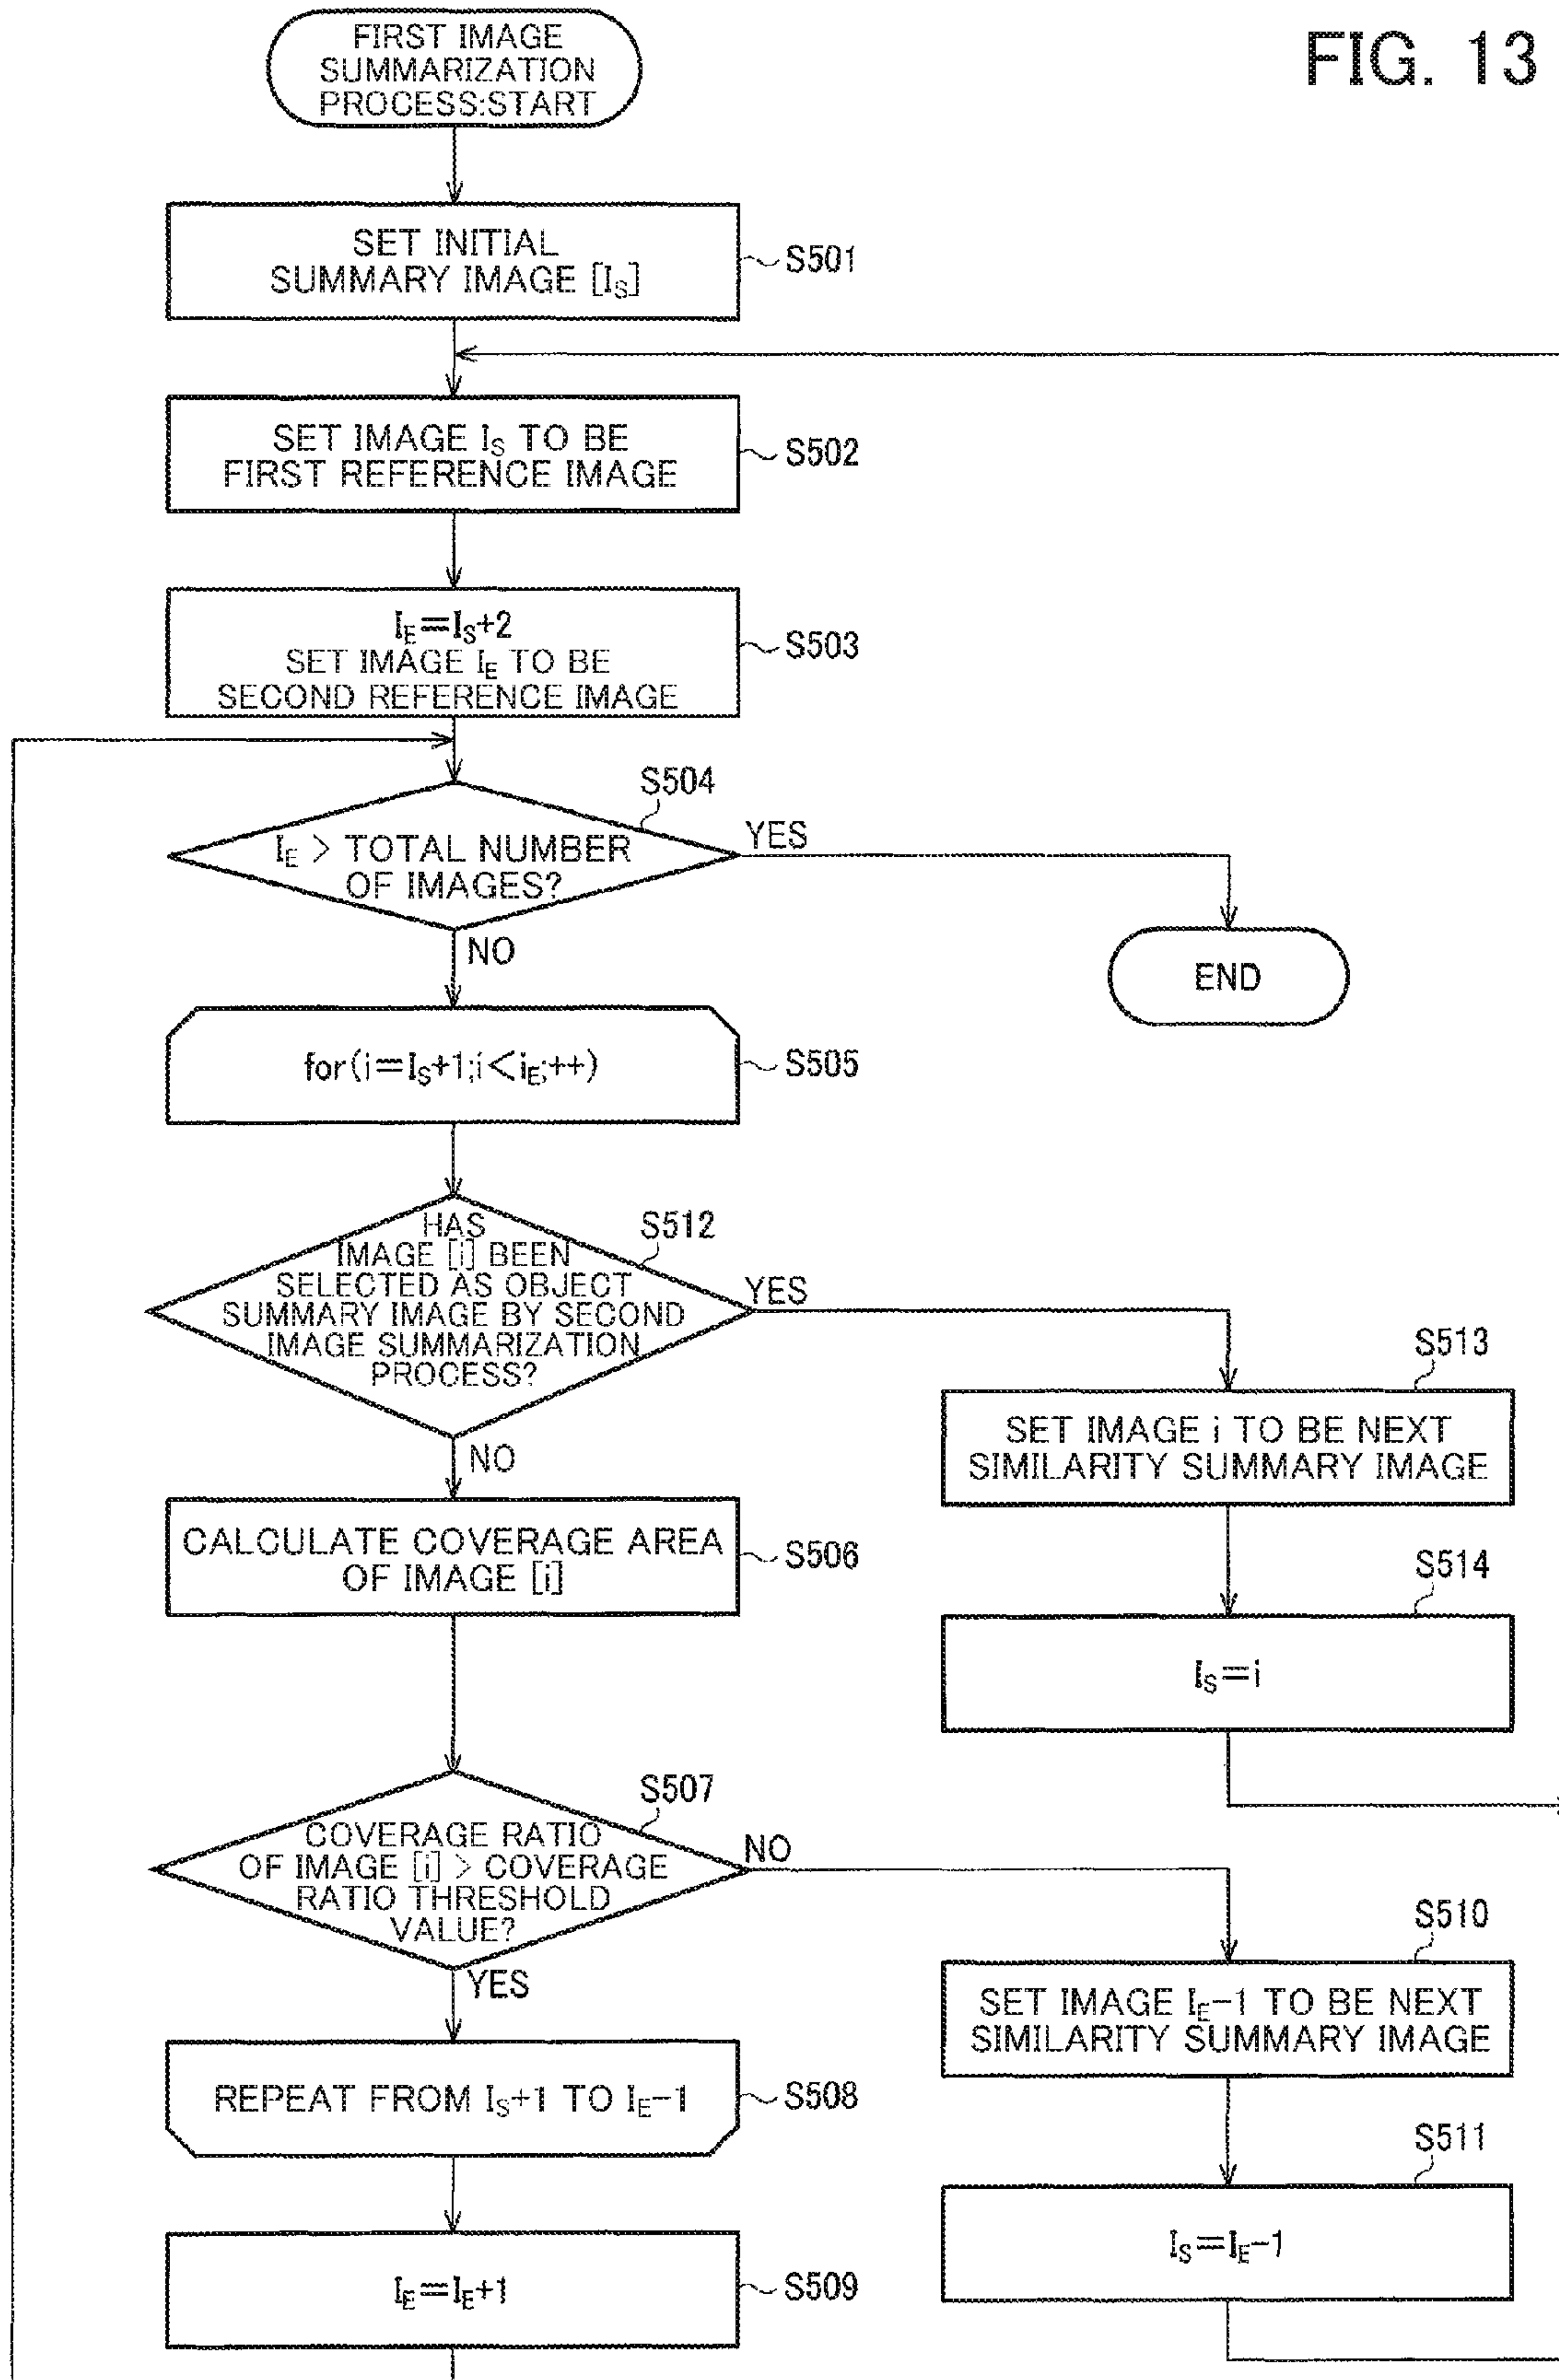 FIG. 13
FIRST IMAGE
SUMMARIZATION
PROCESS:START
SET INITIAL
SUMMARY IMAGE [IS]
S501
SET IMAGE IS TO BE
FIRST REFERENCE IMAGE
S502
IE=IS+2
SET IMAGE IE TO BE
SECOND REFERENCE IMAGE
S503
S504
IE > TOTAL NUMBER
OF IMAGES?
YES
NO
END
for(i=IS+1;i<iE;++)
S505
HAS
IMAGE [i] BEEN
SELECTED AS OBJECT
SUMMARY IMAGE BY SECOND
IMAGE SUMMARIZATION
PROCESS?
S512
YES
NO
S513
SET IMAGE i TO BE NEXT
SIMILARITY SUMMARY IMAGE
CALCULATE COVERAGE AREA
OF IMAGE [i]
S506
S514
IS=i
S507
COVERAGE RATIO
OF IMAGE [i] > COVERAGE
RATIO THRESHOLD
VALUE?
NO
YES
S510
SET IMAGE IE-1 TO BE NEXT
SIMILARITY SUMMARY IMAGE
REPEAT FROM IS+1 TO IE-1
S508
S511
IS=IE-1
IE=IE+1
S509